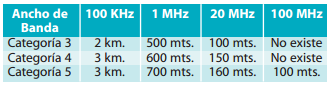 Ancho de Banda 100 KHz 1 MHz 20 MHz 100 MHz
Categoría 3 2 km. 500 mts. 100 mts. No existe
Categoría 4 3 km. 600 mts. 150 mts. No existe
Categoría 5 3 km. 700 mts. 160 mts. 100 mts.